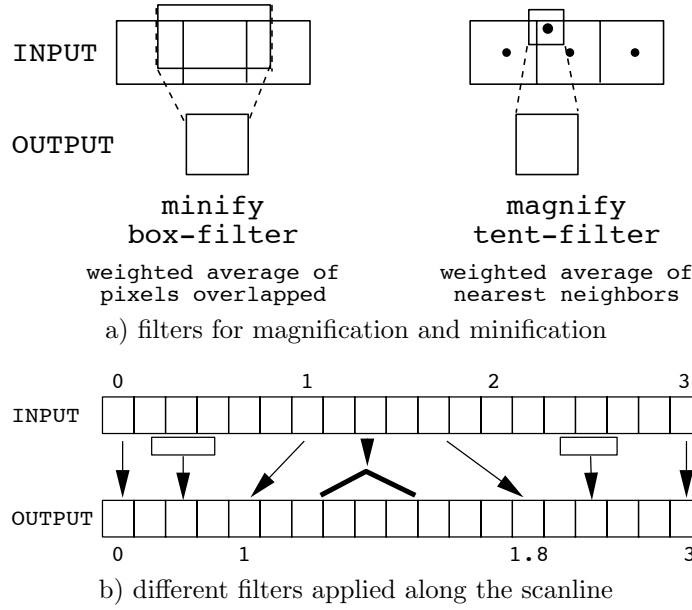 INPUT
OUTPUT
minify
box-filter
magnify
tent-filter
weighted average of
pixels overlapped
weighted average of
nearest neighbors
a) filters for magnification and minification
0 1 2 3
INPUT
OUTPUT
0 1 1.8 3
b) different filters applied along the scanline